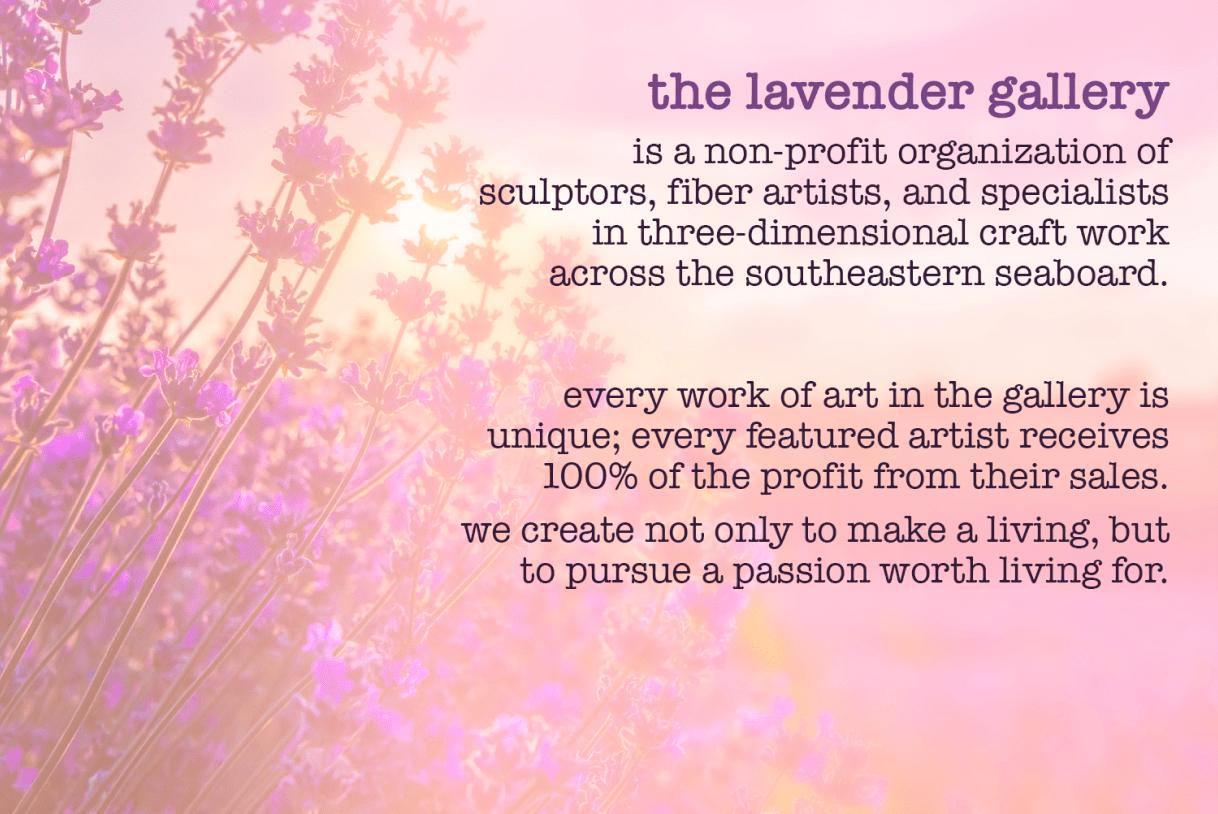 the lavender gallery
is a non-profit organization of
sculptors, fiber artists, and specialists
in three-dimensional craft work
across the southeastern seaboard.
every work of art in the gallery is
unique; every featured artist receives
100% of the profit from their sales.
we create not only to make a living, but
to pursue a passion worth living for.